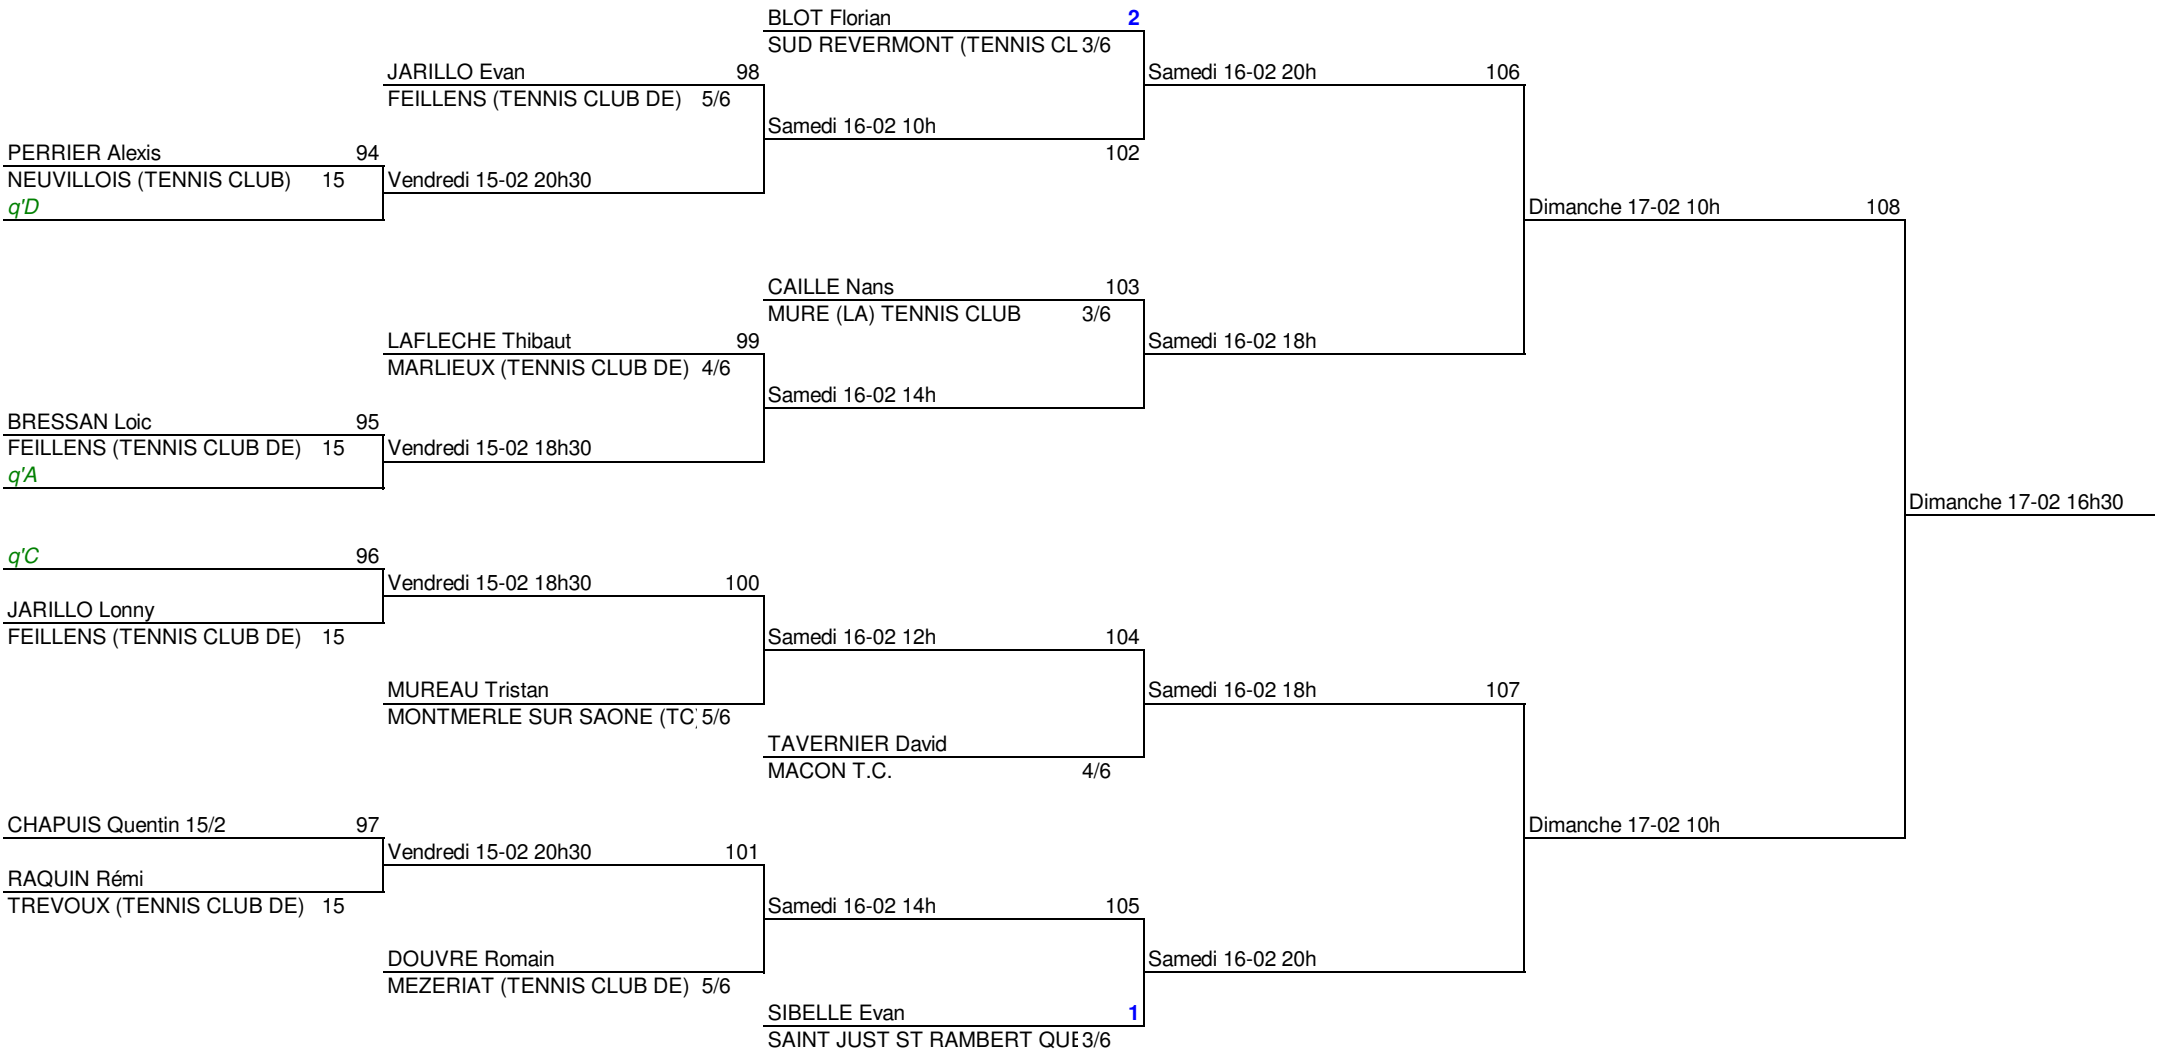 BLOT Florian 2
SUD REVERMONT (TENNIS CL 3/6
JARILLO Evan 98
Samedi 16-02 20h 106
FEILLENS (TENNIS CLUB DE) 5/6
Samedi 16-02 10h
PERRIER Alexis 94
102
NEUVILLOIS (TENNIS CLUB) 15
Vendredi 15-02 20h30
q'D
Dimanche 17-02 10h 108
CAILLE Nans 103
MURE (LA) TENNIS CLUB 3/6
LAFLECHE Thibaut 99
Samedi 16-02 18h
MARLIEUX (TENNIS CLUB DE) 4/6
Samedi 16-02 14h
BRESSAN Loic 95
FEILLENS (TENNIS CLUB DE) 15
Vendredi 15-02 18h30
q'A
Dimanche 17-02 16h30
q'C 96
Vendredi 15-02 18h30 100
JARILLO Lonny
FEILLENS (TENNIS CLUB DE) 15
Samedi 16-02 12h 104
MUREAU Tristan
Samedi 16-02 18h 107
MONTMERLE SUR SAONE (TC) 5/6
TAVERNIER David
MACON T.C. 4/6
CHAPUIS Quentin 15/2 97
Dimanche 17-02 10h
Vendredi 15-02 20h30 101
RAQUIN Rémi
TREVOUX (TENNIS CLUB DE) 15
Samedi 16-02 14h 105
DOUVRE Romain
Samedi 16-02 20h
MEZERIAT (TENNIS CLUB DE) 5/6
SIBELLE Evan 1
SAINT JUST ST RAMBERT QUE 3/6